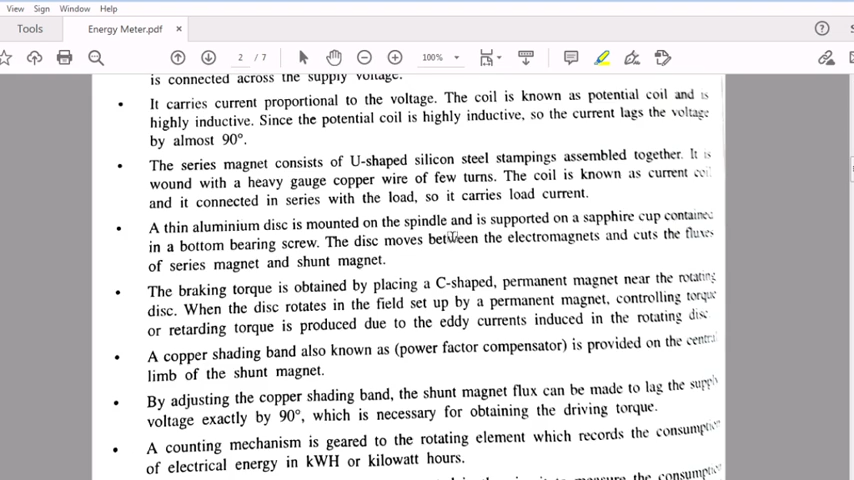 View Sign Window Help
Tools Energy Meter.pdf ×
2 / 7 100%
is connected across the supply voltage.
• It carries current proportional to the voltage. The coil is known as potential coil and is
highly inductive. Since the potential coil is highly inductive, so the current lags the voltage
by almost 90°.
• The series magnet consists of U-shaped silicon steel stampings assembled together. It is
wound with a heavy gauge copper wire of few turns. The coil is known as current coil
and it connected in series with the load, so it carries load current.
• A thin aluminium disc is mounted on the spindle and is supported on a sapphire cup containe
in a bottom bearing screw. The disc moves between the electromagnets and cuts the fluxes
of series magnet and shunt magnet.
• The braking torque is obtained by placing a C-shaped, permanent magnet near the rotating
disc. When the disc rotates in the field set up by a permanent magnet, controlling torque
or retarding torque is produced due to the eddy currents induced in the rotating disc
• A copper shading band also known as (power factor compensator) is provided on the central
limb of the shunt magnet.
• By adjusting the copper shading band, the shunt magnet flux can be made to lag the supply
voltage exactly by 90°, which is necessary for obtaining the driving torque.
• A counting mechanism is geared to the rotating element which records the consumption
of electrical energy in kWH or kilowatt hours.
the consumption